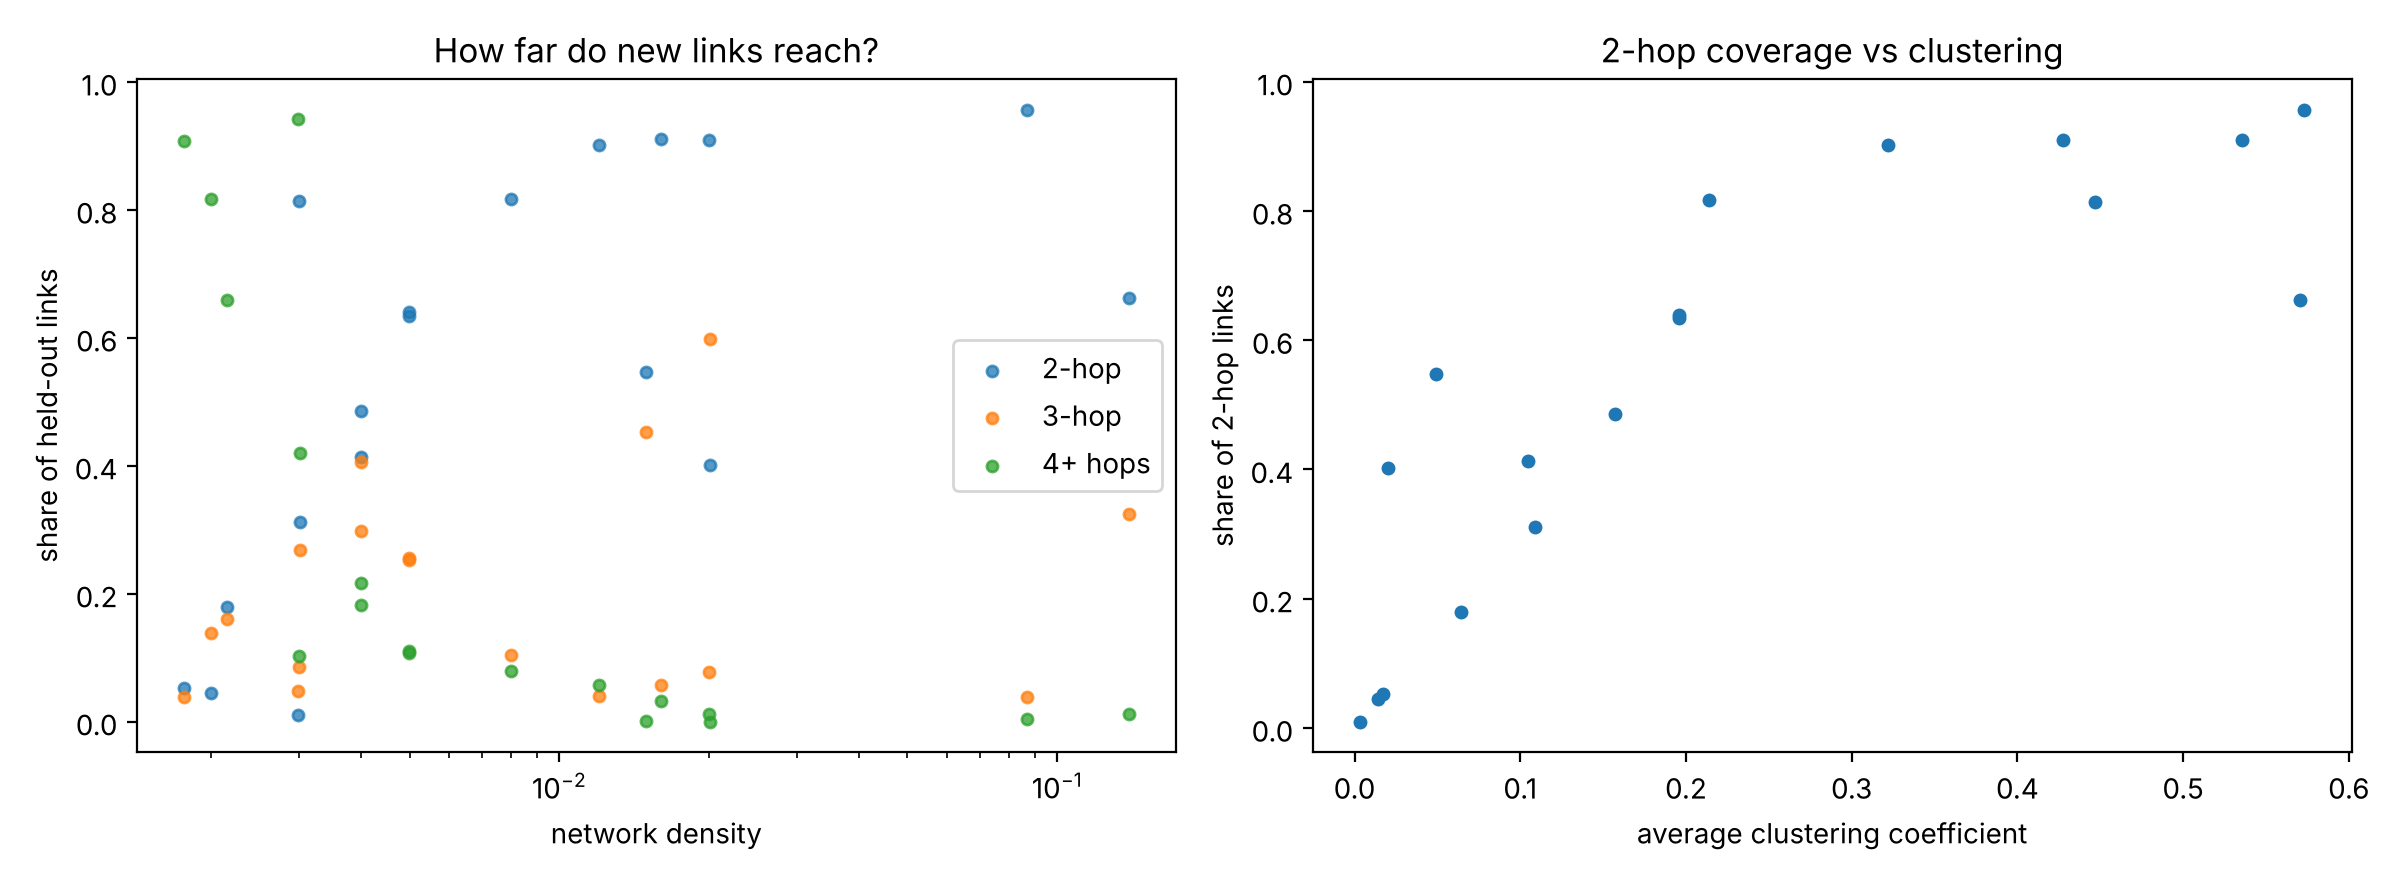 How far do new links reach?
1.0
0.8
0.6
0.4
0.2
0.0
share of held-out links
2-hop
3-hop
4+ hops
10⁻²
10⁻¹
network density
2-hop coverage vs clustering
1.0
0.8
0.6
0.4
0.2
0.0
share of 2-hop links
0.0 0.1 0.2 0.3 0.4 0.5 0.6
average clustering coefficient